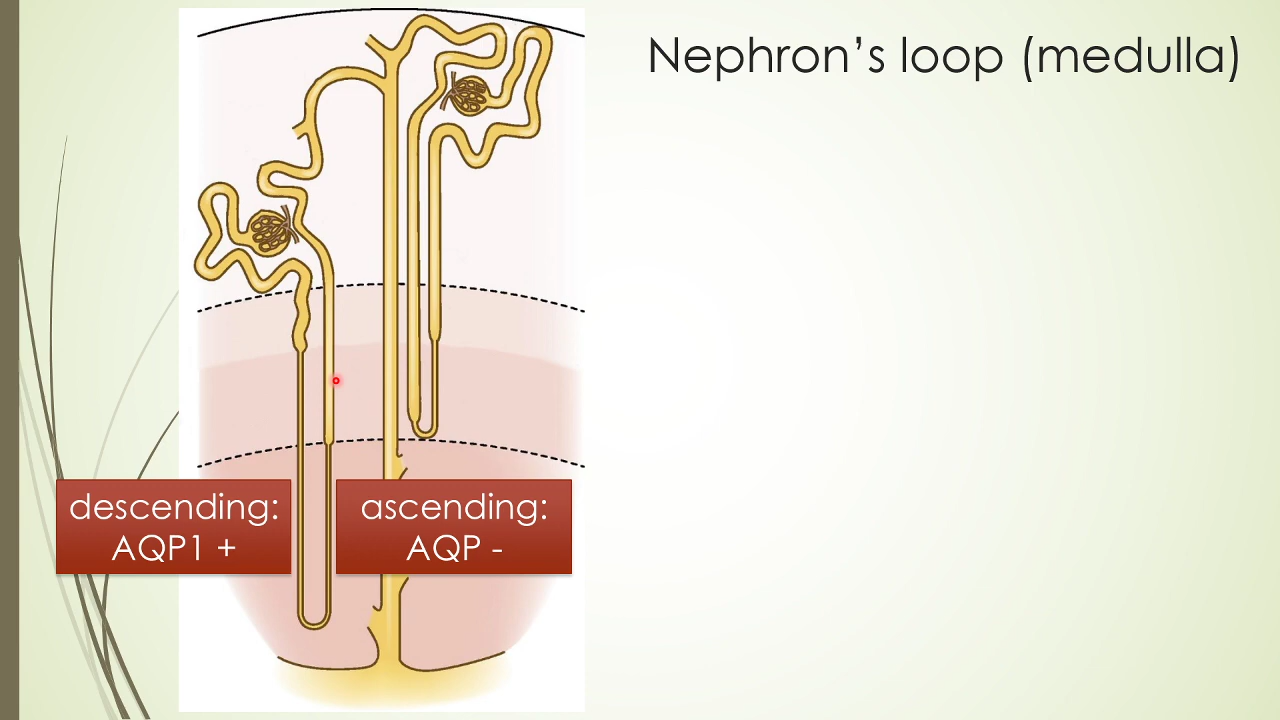 Nephron’s loop (medulla)
descending:
AQP1 +
ascending:
AQP -